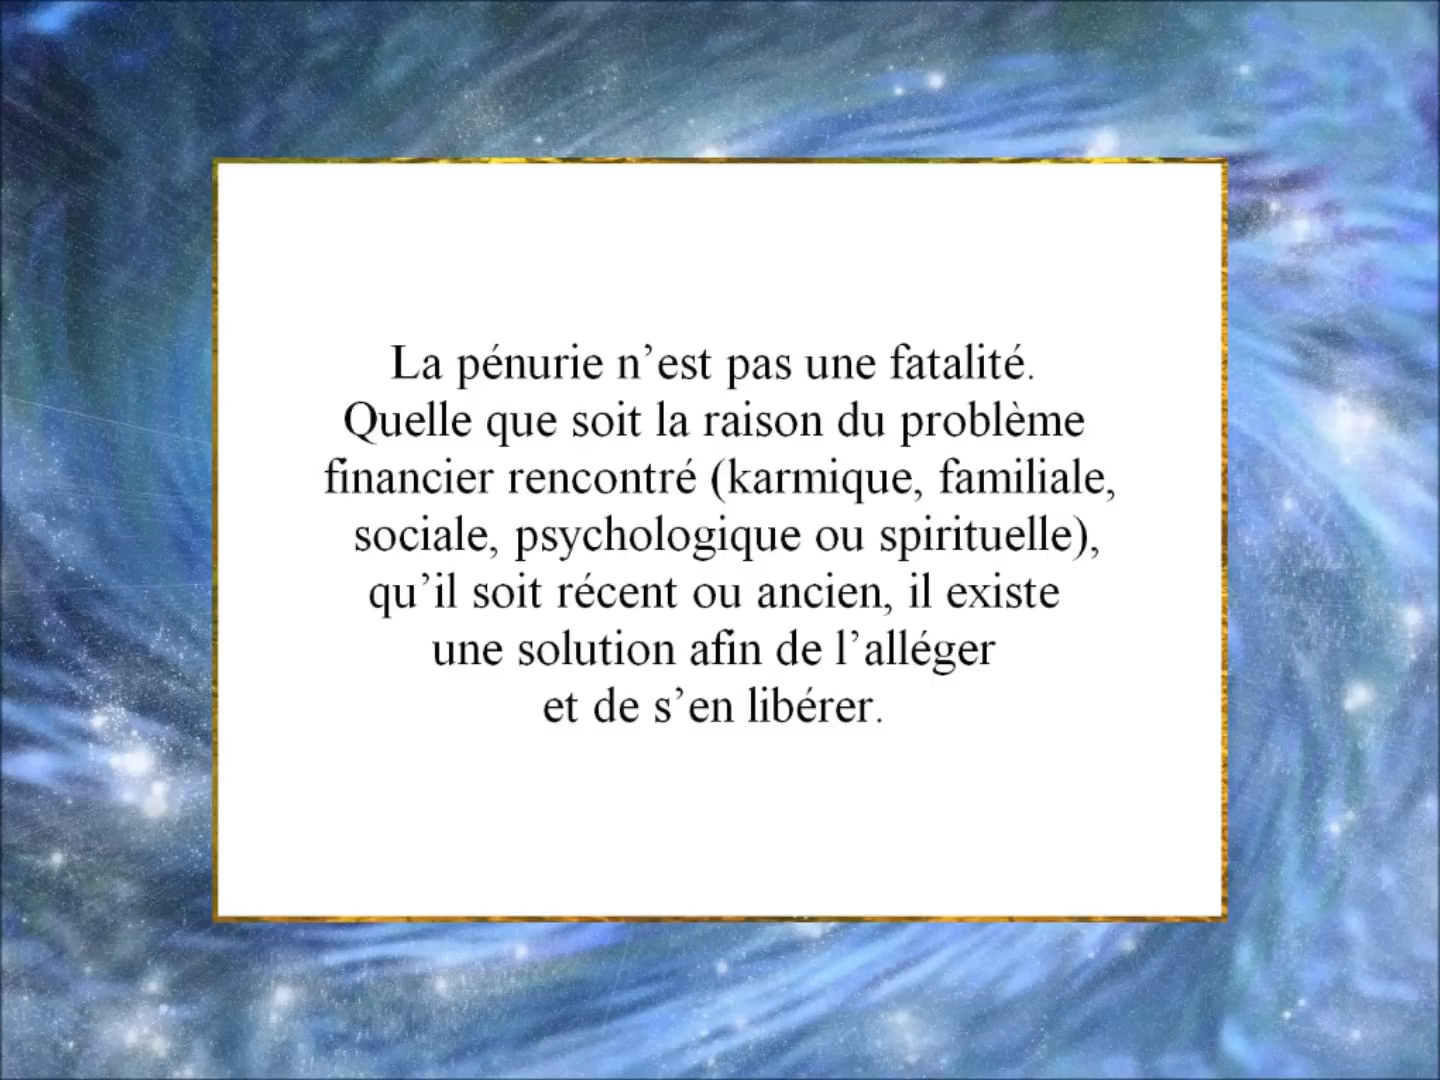 La pénurie n’est pas une fatalité.
Quelle que soit la raison du problème
financier rencontré (karmique, familiale,
sociale, psychologique ou spirituelle),
qu’il soit récent ou ancien, il existe
une solution afin de l’alléger
et de s’en libérer.